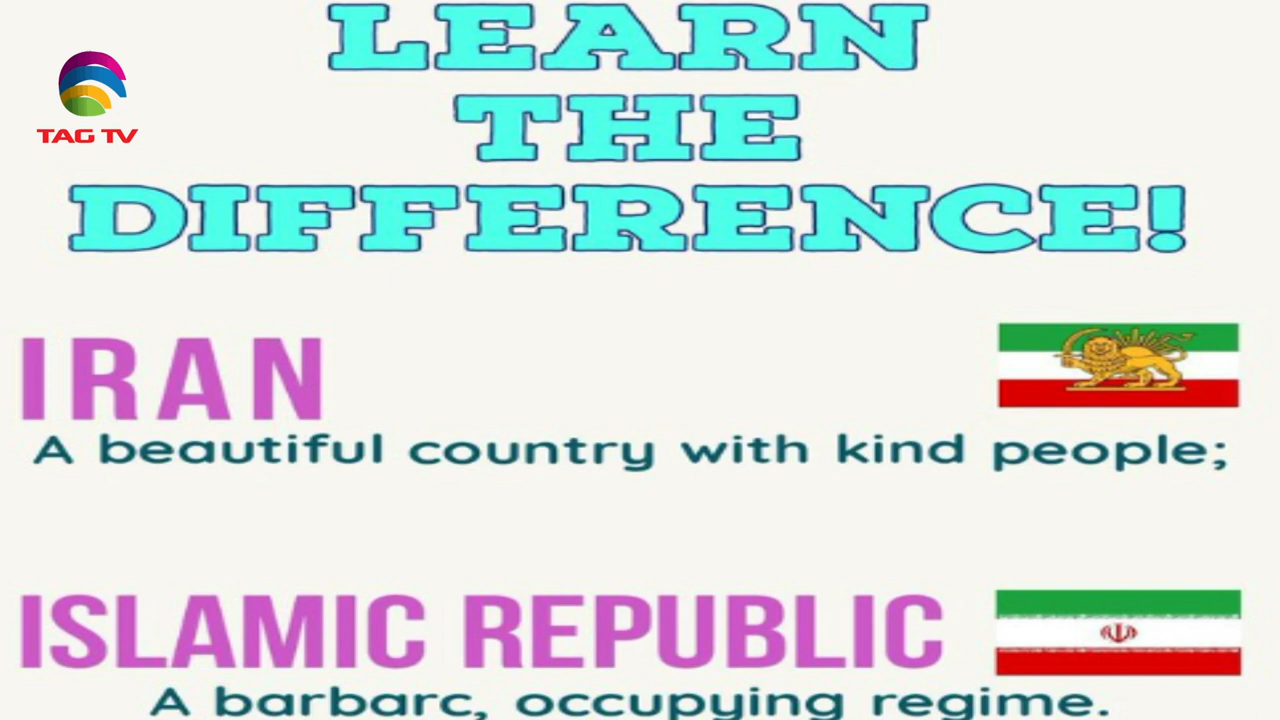 LEARN
TAG TV
THE
DIFFERENCE!
IRAN
A beautiful country with kind people;
ISLAMIC REPUBLIC
A barbarc, occupying regime.